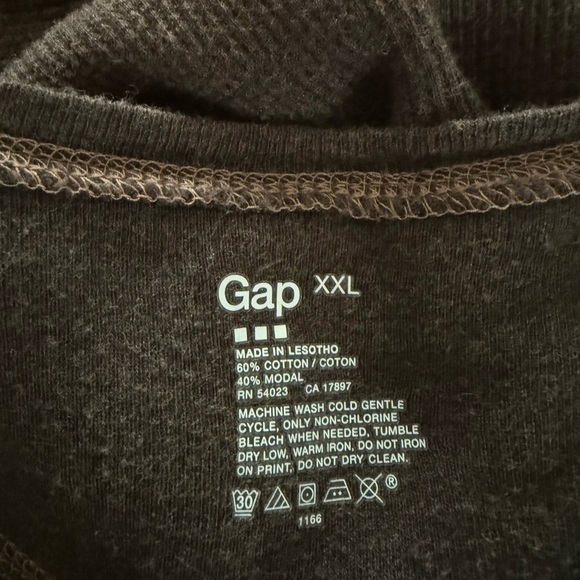 Gap XXL
MADE IN LESOTHO
60% COTTON / COTON
40% MODAL
RN 54023 CA 17897
MACHINE WASH COLD GENTLE
CYCLE, ONLY NON-CHLORINE
BLEACH WHEN NEEDED, TUMBLE
DRY LOW, WARM IRON, DO NOT IRON
ON PRINT. DO NOT DRY CLEAN.
30 ®
1166